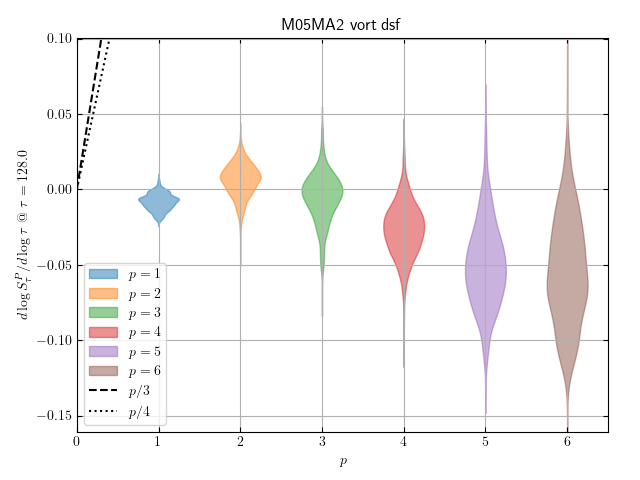 M05MA2 vort dsf
d log S_τ^P / d log τ @ τ = 128.0
0.10
0.05
0.00
−0.05
−0.10
−0.15
p = 1
p = 2
p = 3
p = 4
p = 5
p = 6
p/3
p/4
0 1 2 3 4 5 6
p